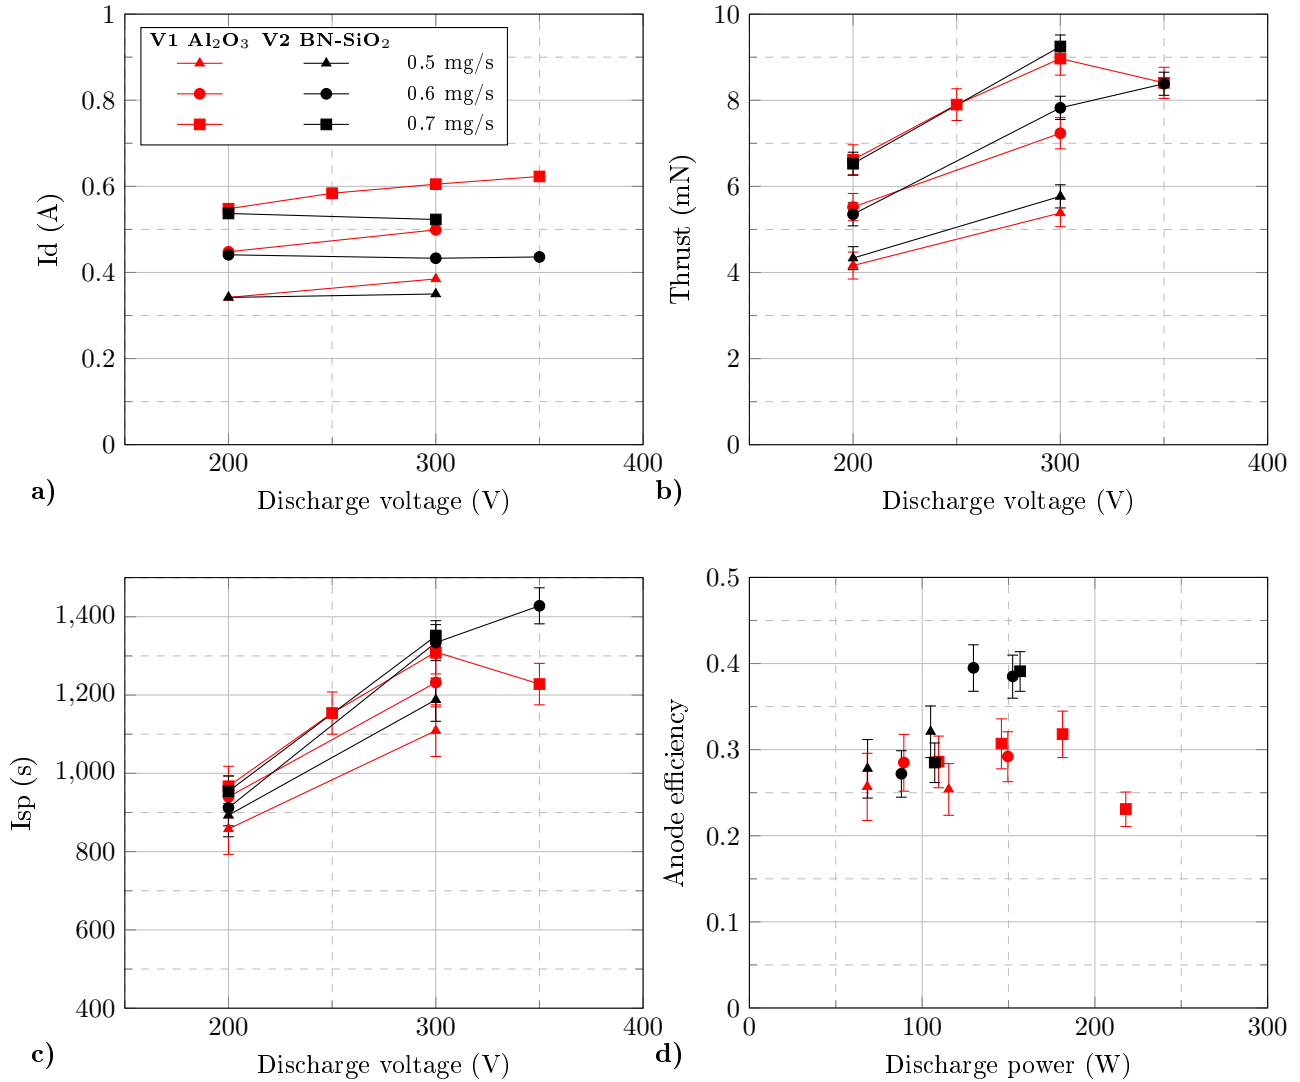 1
0.8
0.6
0.4
0.2
0
V1 Al₂O₃ V2 BN-SiO₂
0.5 mg/s
0.6 mg/s
0.7 mg/s
Id (A)
200 300 400
Discharge voltage (V)
a)
10
8
6
4
2
0
Thrust (mN)
200 300 400
Discharge voltage (V)
b)
1,400
1,200
1,000
800
600
400
Isp (s)
200 300 400
Discharge voltage (V)
c)
0.5
0.4
0.3
0.2
0.1
0
Anode efficiency
0 100 200 300
Discharge power (W)
d)